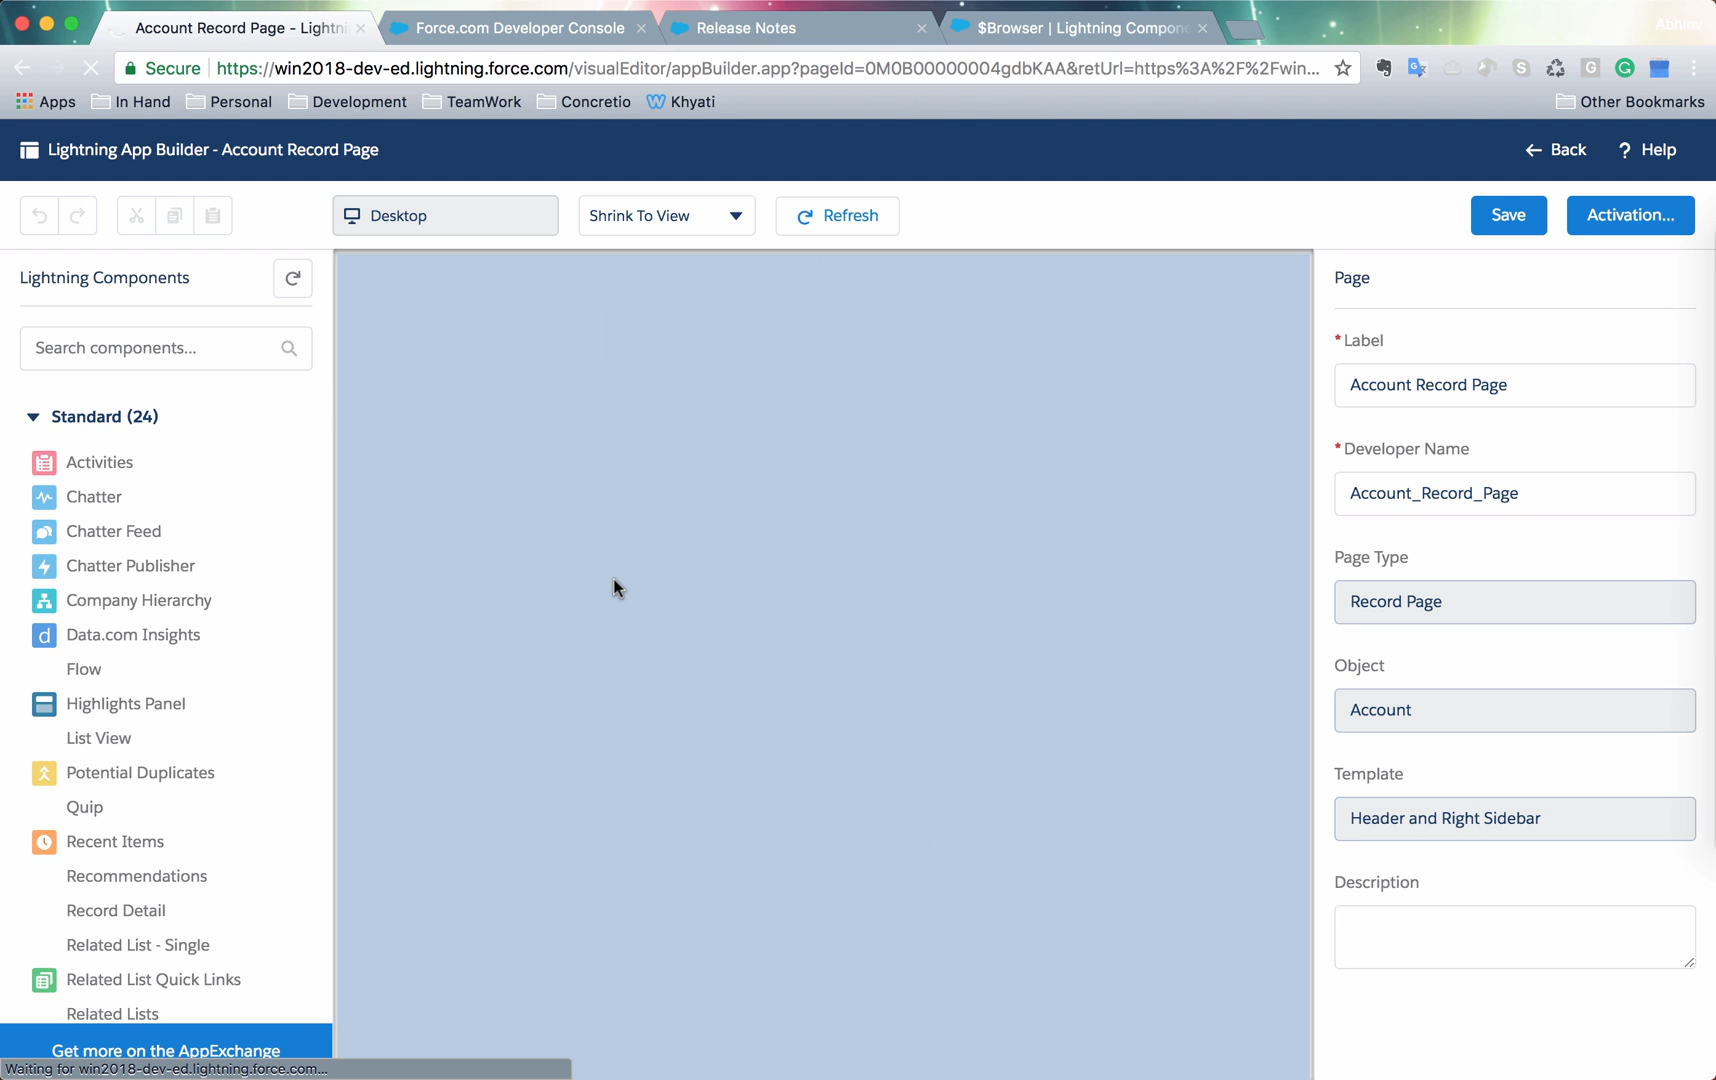 Account Record Page - Lightni
Force.com Developer Console
Release Notes
$Browser | Lightning Compone
Abhinv
Secure
https://win2018-dev-ed.lightning.force.com/visualEditor/appBuilder.app?pageId=0M0B00000004gdbKAA&retUrl=https%3A%2F%2Fwin...
Apps
In Hand
Personal
Development
TeamWork
Concretio
Khyati
Other Bookmarks
Lightning App Builder - Account Record Page
Back
? Help
Desktop
Shrink To View
Refresh
Save
Activation...
Lightning Components
Search components...
Standard (24)
Activities
Chatter
Chatter Feed
Chatter Publisher
Company Hierarchy
d Data.com Insights
Flow
Highlights Panel
List View
Potential Duplicates
Quip
Recent Items
Recommendations
Record Detail
Related List - Single
Related List Quick Links
Related Lists
Get more on the AppExchange
Waiting for win2018-dev-ed.lightning.force.com...
Page
* Label
Account Record Page
* Developer Name
Account_Record_Page
Page Type
Record Page
Object
Account
Template
Header and Right Sidebar
Description